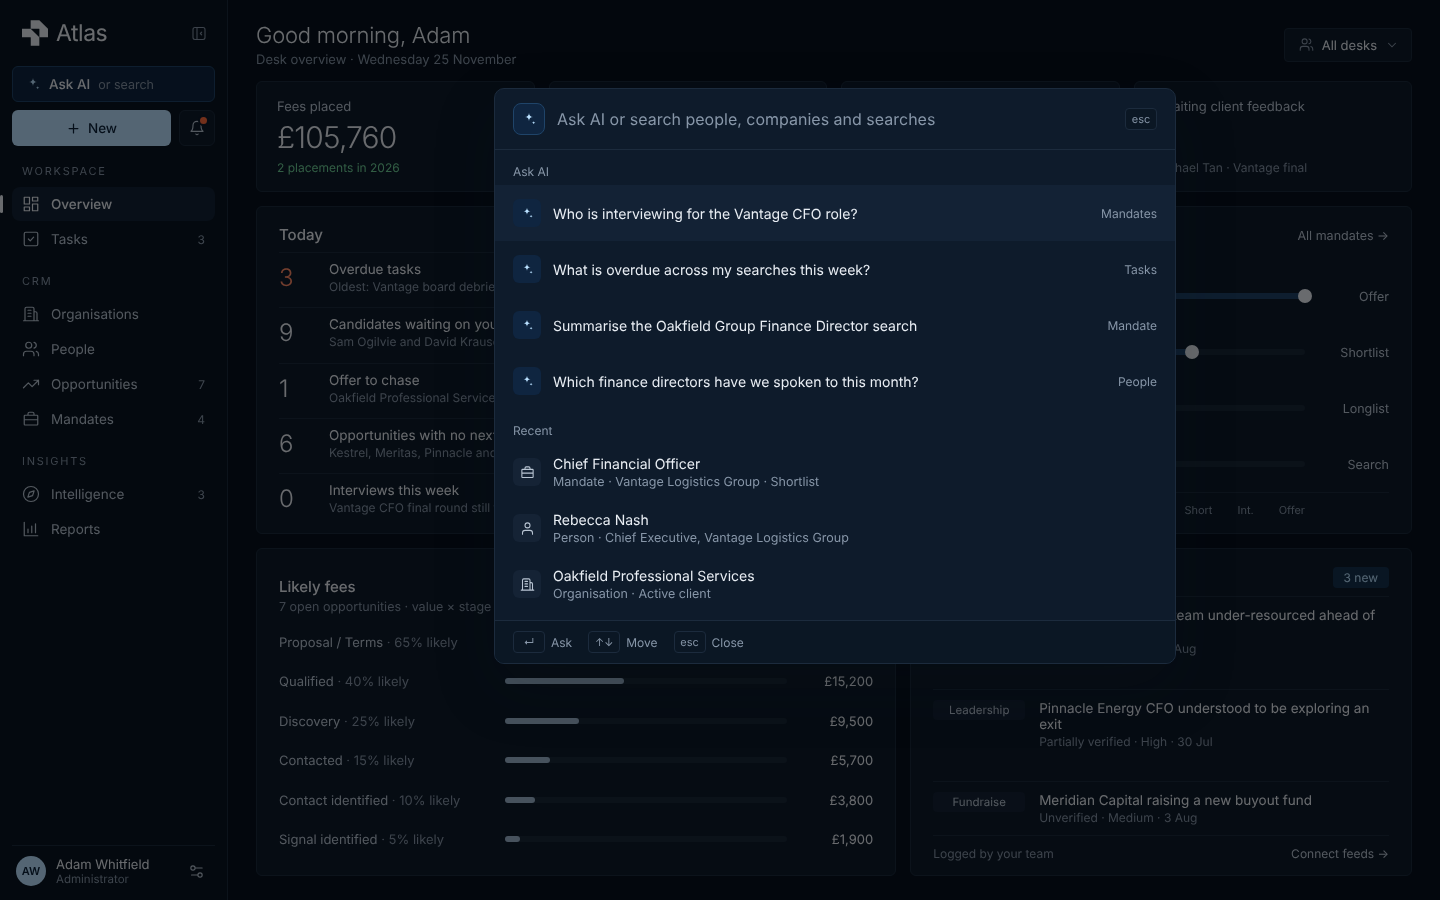 Atlas
Ask AI or search
New
WORKSPACE
Overview
Tasks 3
CRM
Organisations
People
Opportunities 7
Mandates 4
INSIGHTS
Intelligence 3
Reports
AW
Adam Whitfield
Administrator
Good morning, Adam
Desk overview · Wednesday 25 November
All desks
Fees placed
£105,760
2 placements in 2026
client feedback
Tan · Vantage final
Today
3 Overdue tasks
Oldest: Vantage board
9 Candidates waiting on
Sam Ogilvie and David
1 Offer to chase
Oakfield Professional
6 Opportunities with no
Kestrel, Meritas, Pinnacle
0 Interviews this week
Vantage CFO final round still
All mandates →
Offer
Shortlist
Longlist
Search
Short Int. Offer
Ask AI or search people, companies and searches
esc
Ask AI
Who is interviewing for the Vantage CFO role? Mandates
What is overdue across my searches this week? Tasks
Summarise the Oakfield Group Finance Director search Mandate
Which finance directors have we spoken to this month? People
Recent
Chief Financial Officer
Mandate · Vantage Logistics Group · Shortlist
Rebecca Nash
Person · Chief Executive, Vantage Logistics Group
Oakfield Professional Services
Organisation · Active client
↵ Ask ↑↓ Move esc Close
Likely fees
7 open opportunities · value × stage
Proposal / Terms · 65% likely
Qualified · 40% likely £15,200
Discovery · 25% likely £9,500
Contacted · 15% likely £5,700
Contact identified · 10% likely £3,800
Signal identified · 5% likely £1,900
3 new
under-resourced ahead of
Aug
Leadership
Pinnacle Energy CFO understood to be exploring an
exit
Partially verified · High · 30 Jul
Fundraise
Meridian Capital raising a new buyout fund
Unverified · Medium · 3 Aug
Logged by your team
Connect feeds →